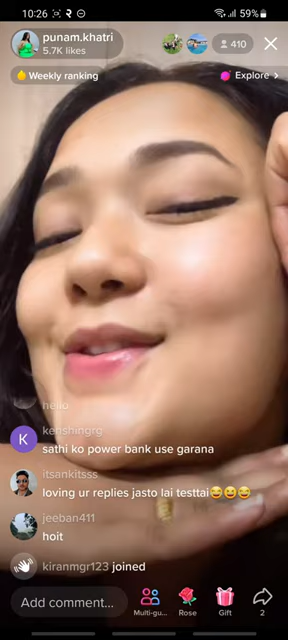 10:26
59%
punam.khatri
5.7K likes
410
Weekly ranking
Explore >
hello
K
kenshingrg
sathi ko power bank use garana
itsankitsss
loving ur replies jasto lai testtai😂😂😂
jeeban411
hoit
kiranmgr123 joined
Add comment...
Multi-gu...
Rose
Gift
2